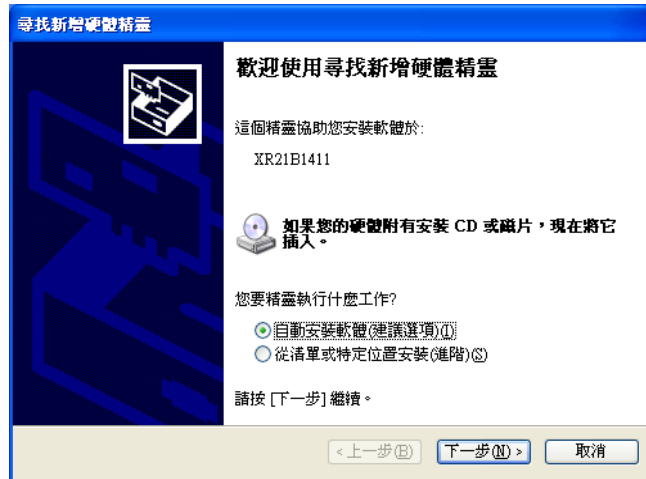 尋找新增硬體精靈
歡迎使用尋找新增硬體精靈
這個精靈協助您安裝軟體於:
XR21B1411
如果您的硬體附有安裝 CD 或磁片，現在將它
插入。
您要精靈執行什麼工作?
自動安裝軟體(建議選項)(I)
從清單或特定位置安裝(進階)(S)
請按 [下一步] 繼續。
<上一步(B) 下一步(N)> 取消